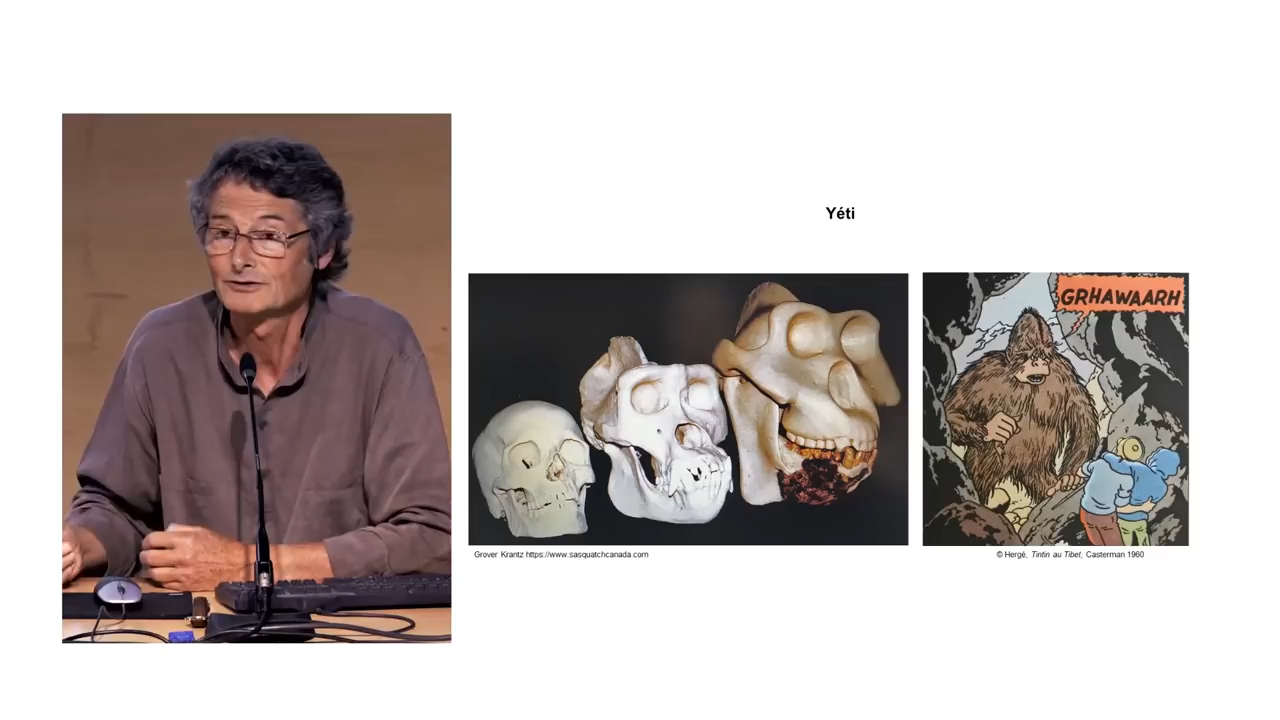 Yéti
GRHAWAARH
Grover Krantz https://www.sasquatchcanada.com
© Hergé, Tintin au Tibet, Casterman 1960